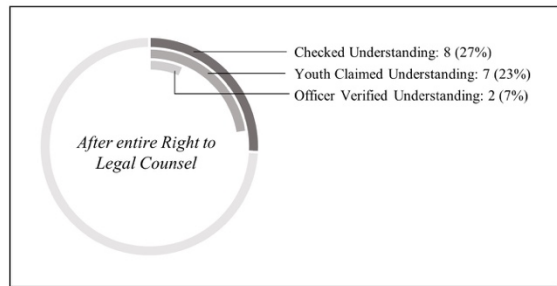 Checked Understanding: 8 (27%)
Youth Claimed Understanding: 7 (23%)
Officer Verified Understanding: 2 (7%)
After entire Right to
Legal Counsel